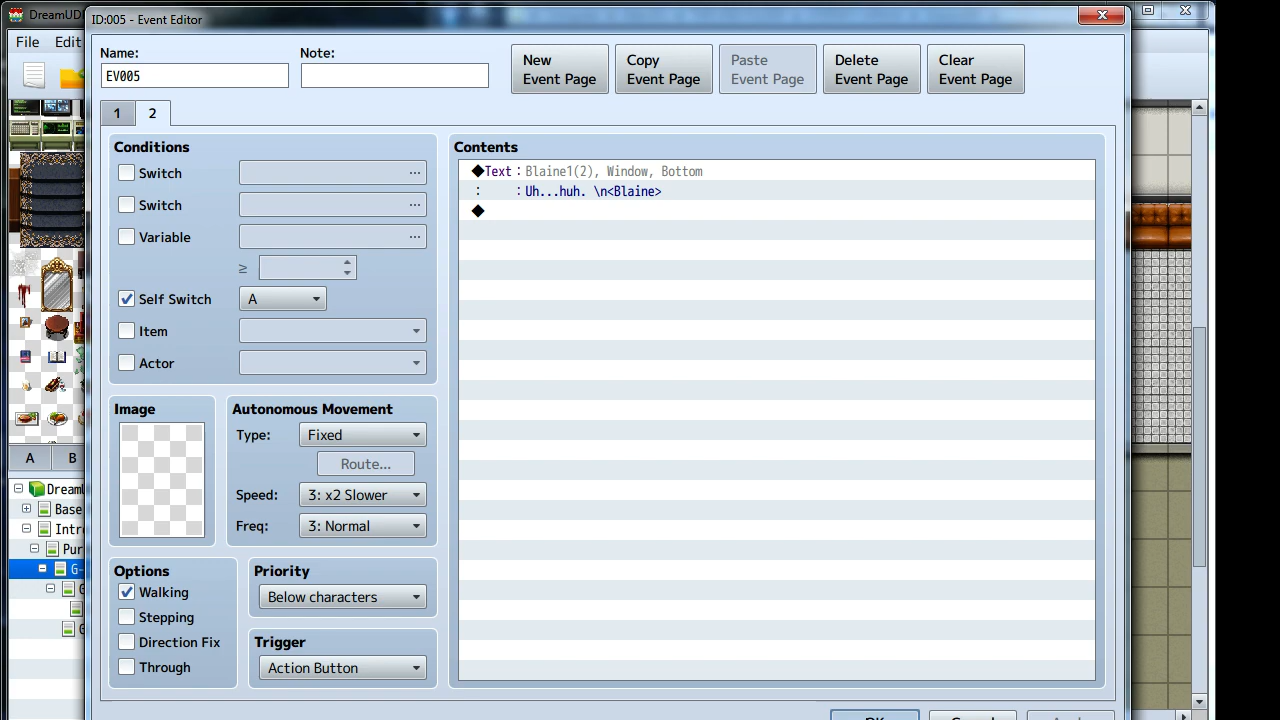 DreamUD
ID:005 - Event Editor
File Edit
Name:
Note:
EV005
New Event Page
Copy Event Page
Paste Event Page
Delete Event Page
Clear Event Page
1 2
Conditions
Switch ...
Switch ...
Variable ...
≥
Self Switch A
Item
Actor
Image
Autonomous Movement
Type: Fixed
Route...
Speed: 3: x2 Slower
Freq: 3: Normal
Options
Walking
Stepping
Direction Fix
Through
Priority
Below characters
Trigger
Action Button
Contents
◆Text : Blaine1(2), Window, Bottom
: : Uh...huh. \n<Blaine>
◆
A B
Base